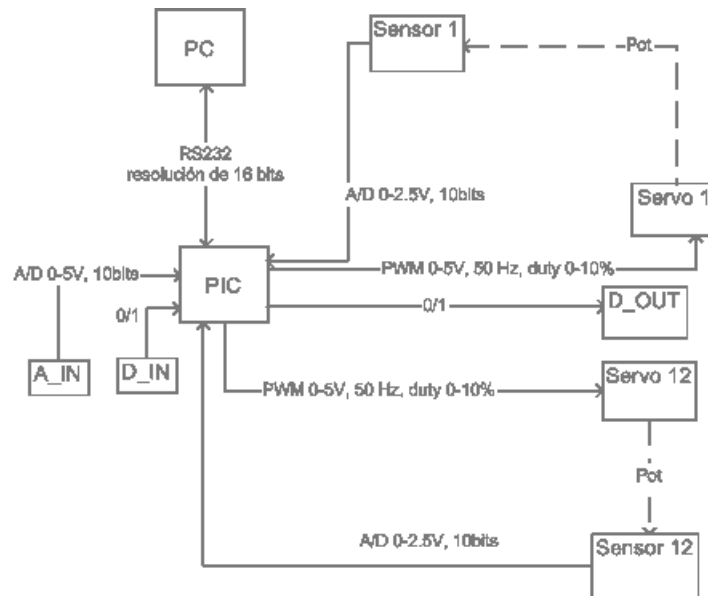 Sensor 1
PC
Pot
RS232
resolución de 16 bits
A/D 0-2.5V, 10bits
Servo 1
A/D 0-5V, 10bits
PIC
PWM 0-5V, 50 Hz, duty 0-10%
0/1
0/1
D_OUT
A_IN
D_IN
PWM 0-5V, 50 Hz, duty 0-10%
Servo 12
Pot
A/D 0-2.5V, 10bits
Sensor 12